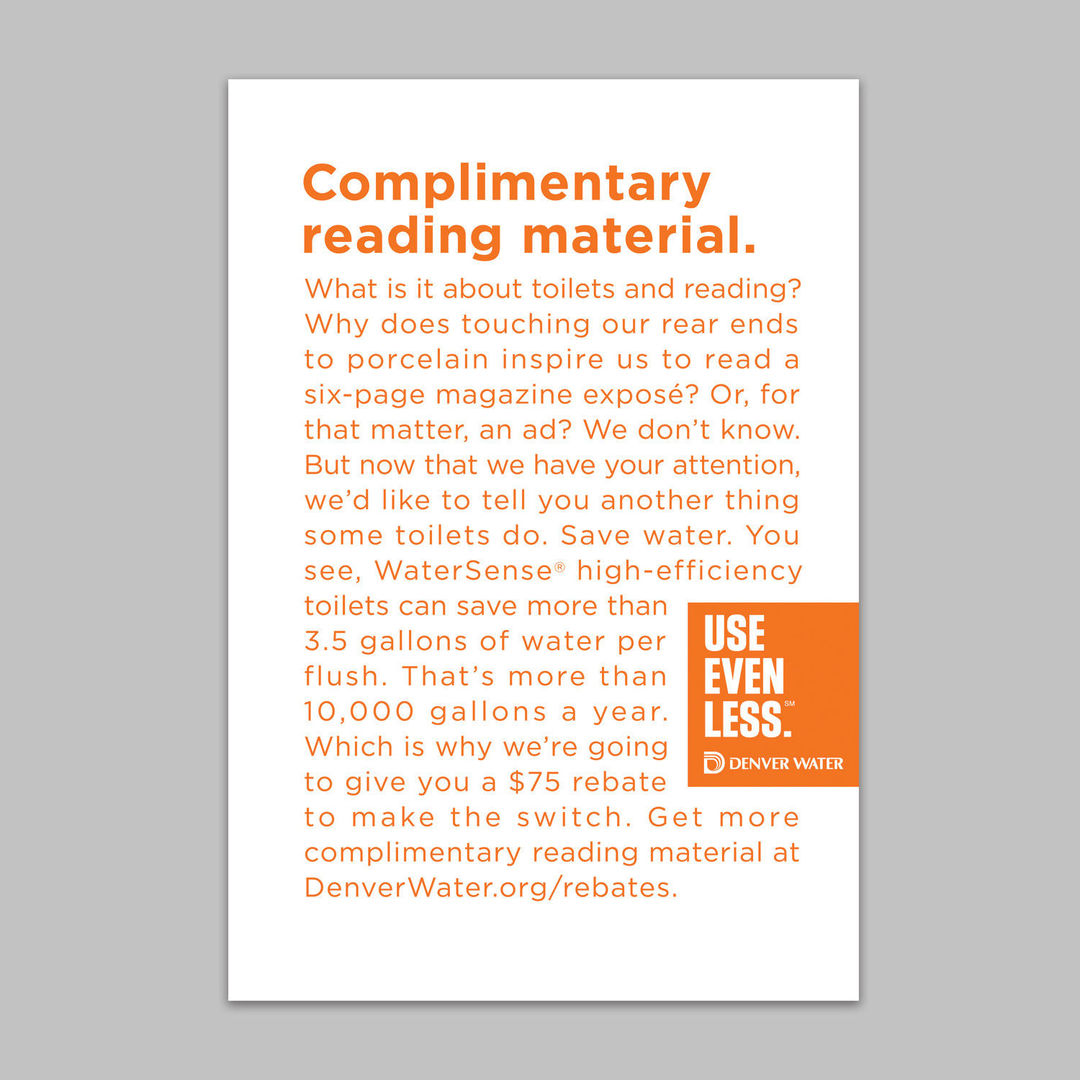 Complimentary
reading material.
What is it about toilets and reading?
Why does touching our rear ends
to porcelain inspire us to read a
six-page magazine exposé? Or, for
that matter, an ad? We don’t know.
But now that we have your attention,
we’d like to tell you another thing
some toilets do. Save water. You
see, WaterSense® high-efficiency
toilets can save more than
3.5 gallons of water per
flush. That’s more than
10,000 gallons a year.
Which is why we’re going
to give you a $75 rebate
to make the switch. Get more
complimentary reading material at
DenverWater.org/rebates.
USE
EVEN
LESS.℠
DENVER WATER